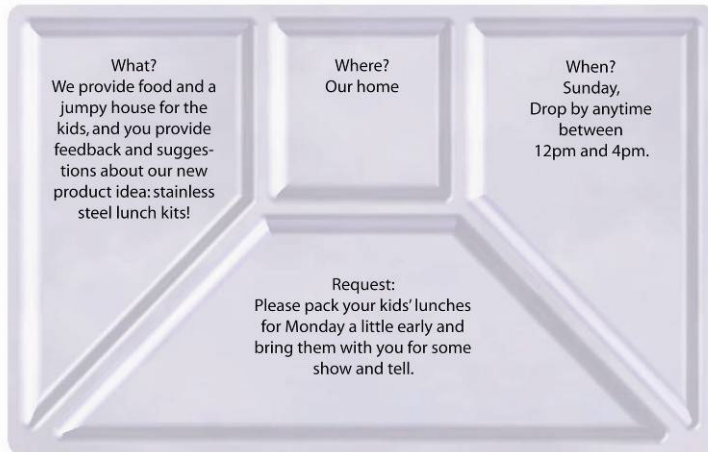 What?
We provide food and a
jumpy house for the
kids, and you provide
feedback and sugges-
tions about our new
product idea: stainless
steel lunch kits!
Where?
Our home
When?
Sunday,
Drop by anytime
between
12pm and 4pm.
Request:
Please pack your kids' lunches
for Monday a little early and
bring them with you for some
show and tell.